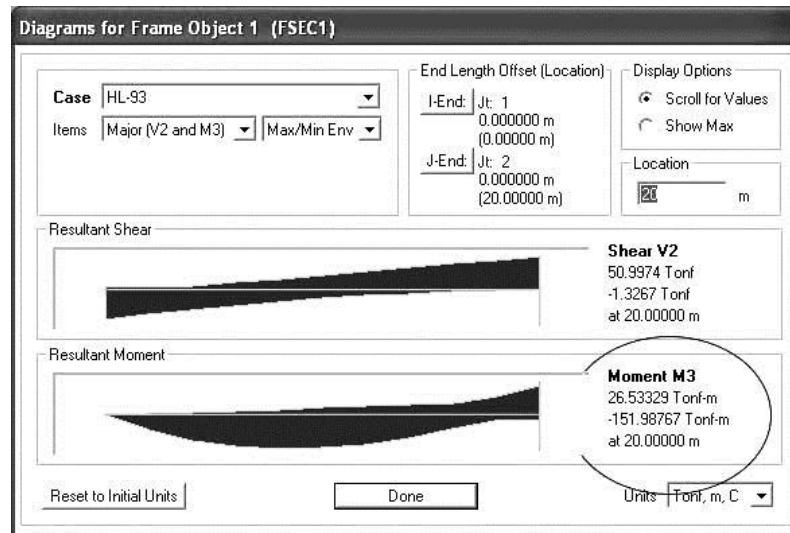 Diagrams for Frame Object 1 (FSEC1)
Case HL-93
Items Major (V2 and M3) Max/Min Env
End Length Offset (Location)
I-End: Jt: 1
0.000000 m
(0.00000 m)
J-End: Jt: 2
0.000000 m
(20.00000 m)
Display Options
Scroll for Values
Show Max
Location
20 m
Resultant Shear
Shear V2
50.9974 Tonf
-1.3267 Tonf
at 20.00000 m
Resultant Moment
Moment M3
26.53329 Tonf-m
-151.98767 Tonf-m
at 20.00000 m
Reset to Initial Units Done Units Tonf, m, C